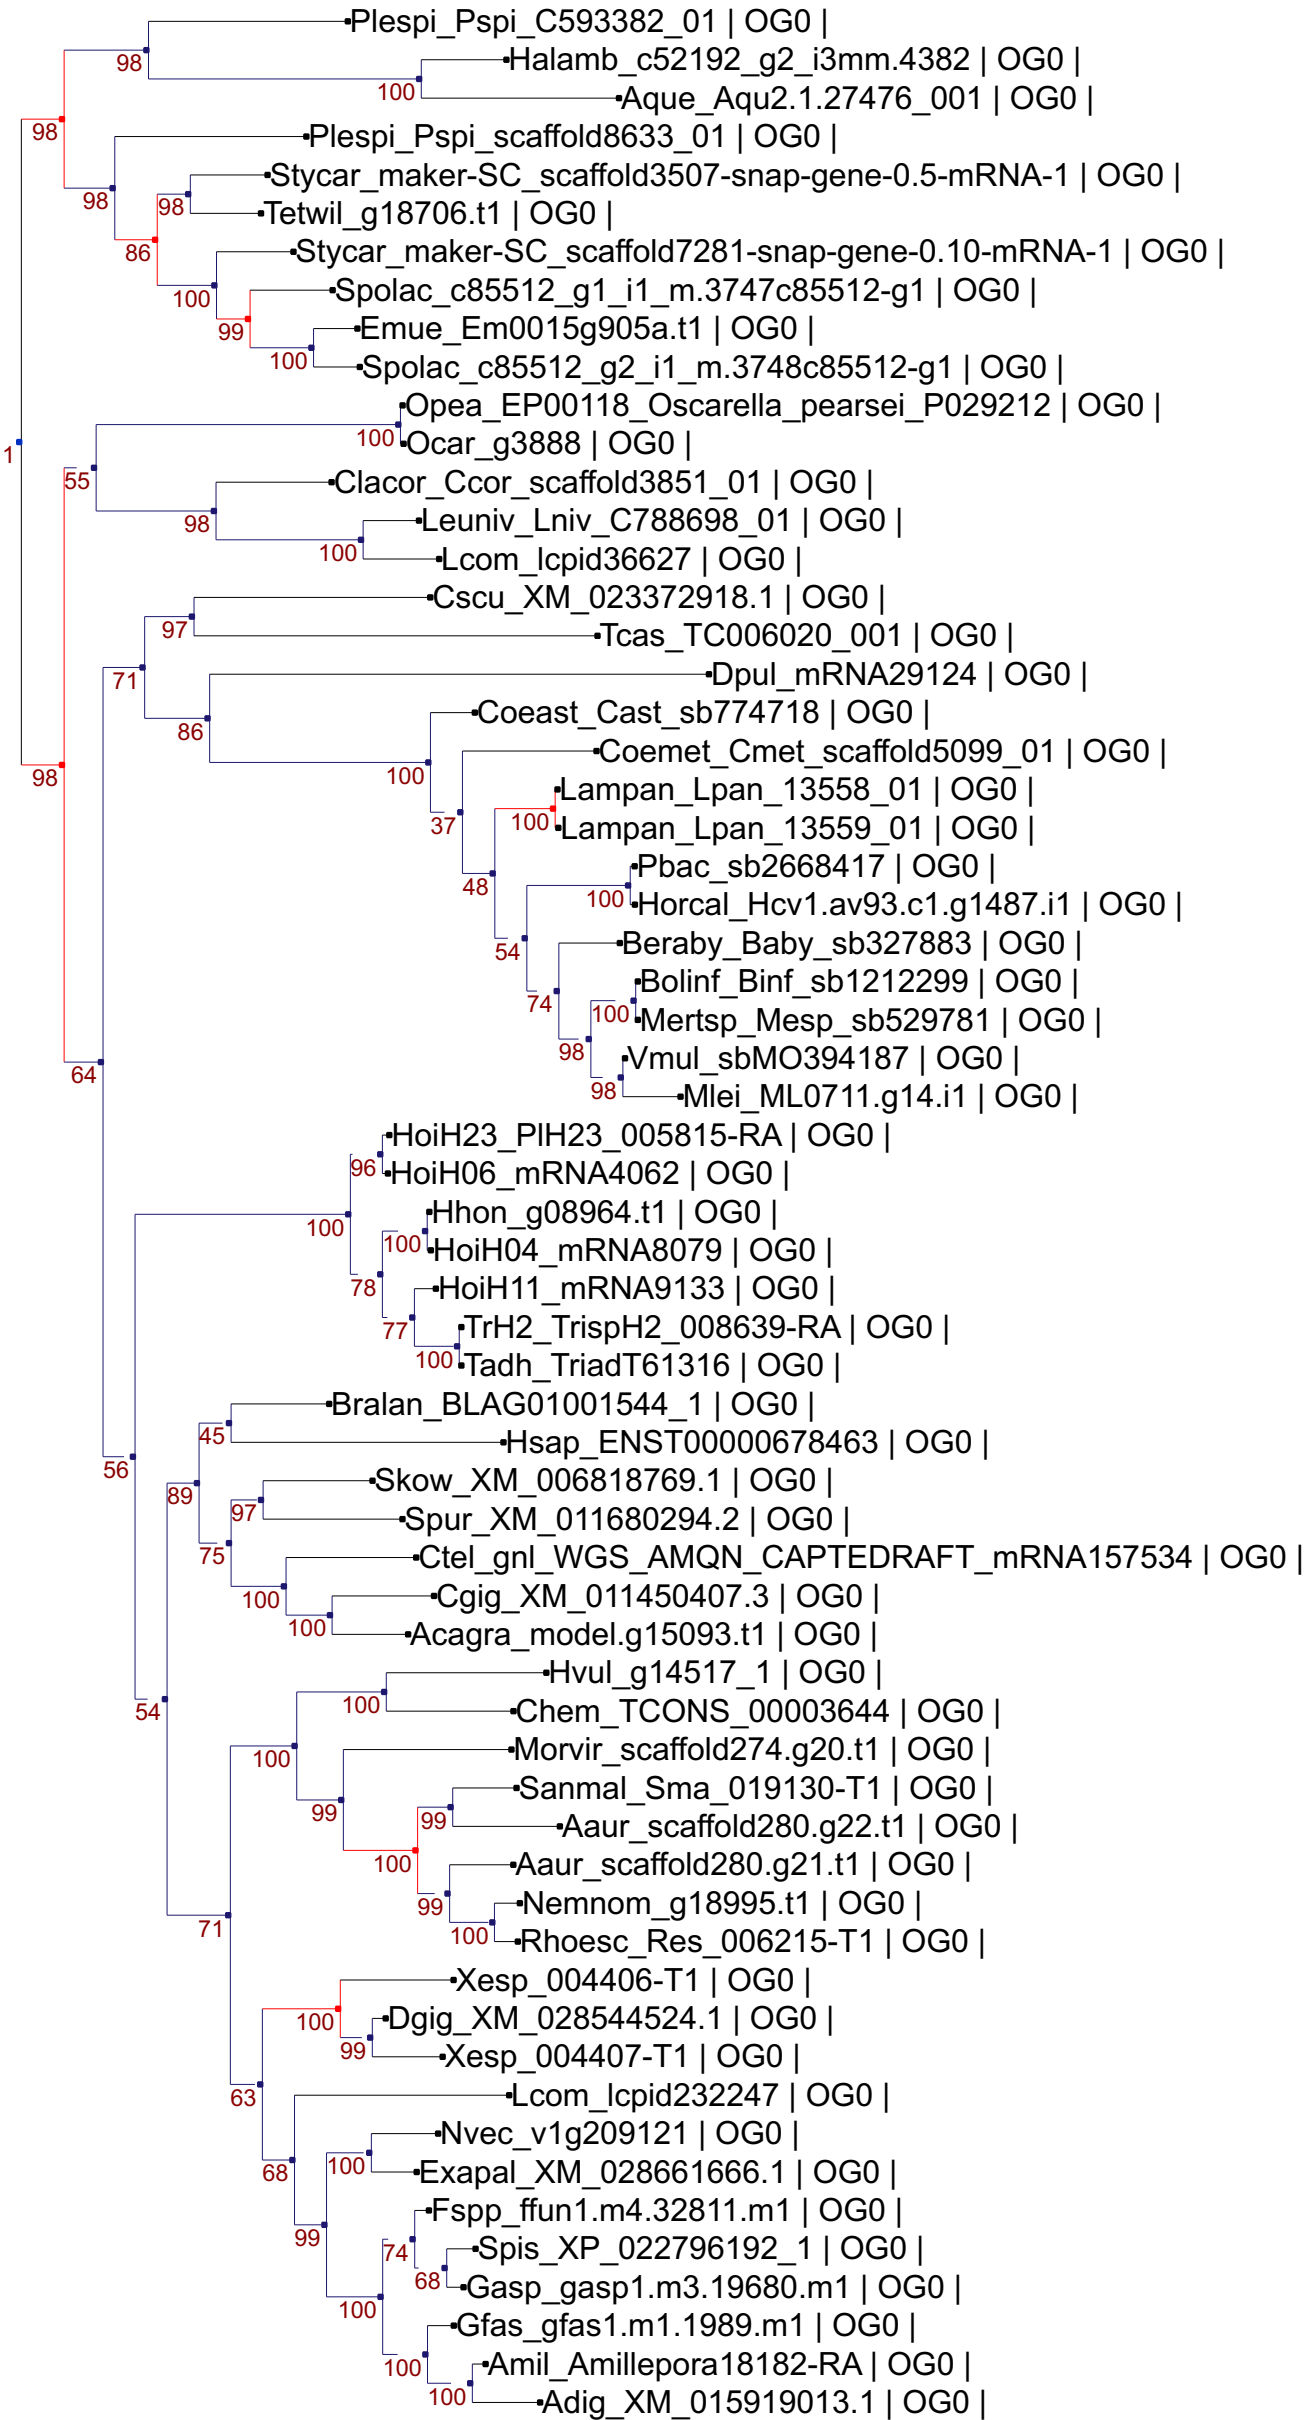 Plespi_Pspi_C593382_01 | OG0 |
98
Halamb_c52192_g2_i3mm.4382 | OG0 |
100
Aque_Aqu2.1.27476_001 | OG0 |
98
Plespi_Pspi_scaffold8633_01 | OG0 |
Stycar_maker-SC_scaffold3507-snap-gene-0.5-mRNA-1 | OG0 |
98
98
Tetwil_g18706.t1 | OG0 |
86
Stycar_maker-SC_scaffold7281-snap-gene-0.10-mRNA-1 | OG0 |
100
Spolac_c85512_g1_i1_m.3747c85512-g1 | OG0 |
99
Emue_Em0015g905a.t1 | OG0 |
100
Spolac_c85512_g2_i1_m.3748c85512-g1 | OG0 |
Opea_EP00118_Oscarella_pearsei_P029212 | OG0 |
100
Ocar_g3888 | OG0 |
1
55
Clacor_Ccor_scaffold3851_01 | OG0 |
98
Leuniv_Lniv_C788698_01 | OG0 |
100
Lcom_lcpid36627 | OG0 |
Cscu_XM_023372918.1 | OG0 |
97
Tcas_TC006020_001 | OG0 |
71
Dpul_mRNA29124 | OG0 |
86
Coeast_Cast_sb774718 | OG0 |
Coemet_Cmet_scaffold5099_01 | OG0 |
98
100
Lampan_Lpan_13558_01 | OG0 |
37
100
Lampan_Lpan_13559_01 | OG0 |
Pbac_sb2668417 | OG0 |
48
100
Horcal_Hcv1.av93.c1.g1487.i1 | OG0 |
54
Beraby_Baby_sb327883 | OG0 |
Bolinf_Binf_sb1212299 | OG0 |
74
100
Mertsp_Mesp_sb529781 | OG0 |
98
Vmul_sbMO394187 | OG0 |
64
98
Mlei_ML0711.g14.i1 | OG0 |
HoiH23_PlH23_005815-RA | OG0 |
96
HoiH06_mRNA4062 | OG0 |
100
Hhon_g08964.t1 | OG0 |
100
HoiH04_mRNA8079 | OG0 |
78
HoiH11_mRNA9133 | OG0 |
77
TrH2_TrispH2_008639-RA | OG0 |
100
Tadh_TriadT61316 | OG0 |
Bralan_BLAG01001544_1 | OG0 |
45
Hsap_ENST00000678463 | OG0 |
56
Skow_XM_006818769.1 | OG0 |
89
97
Spur_XM_011680294.2 | OG0 |
75
Ctel_gnl_WGS_AMQN_CAPTEDRAFT_mRNA157534 | OG0 |
100
Cgig_XM_011450407.3 | OG0 |
100
Acagra_model.g15093.t1 | OG0 |
Hvul_g14517_1 | OG0 |
54
100
Chem_TCONS_00003644 | OG0 |
100
Morvir_scaffold274.g20.t1 | OG0 |
Sanmal_Sma_019130-T1 | OG0 |
99
99
Aaur_scaffold280.g22.t1 | OG0 |
100
Aaur_scaffold280.g21.t1 | OG0 |
99
Nemnom_g18995.t1 | OG0 |
71
100
Rhoesc_Res_006215-T1 | OG0 |
Xesp_004406-T1 | OG0 |
100
Dgig_XM_028544524.1 | OG0 |
99
Xesp_004407-T1 | OG0 |
63
Lcom_lcpid232247 | OG0 |
Nvec_v1g209121 | OG0 |
68
100
Exapal_XM_028661666.1 | OG0 |
Fspp_ffun1.m4.32811.m1 | OG0 |
99
74
Spis_XP_022796192_1 | OG0 |
68
Gasp_gasp1.m3.19680.m1 | OG0 |
100
Gfas_gfas1.m1.1989.m1 | OG0 |
100
Amil_Amillepora18182-RA | OG0 |
100
Adig_XM_015919013.1 | OG0 |